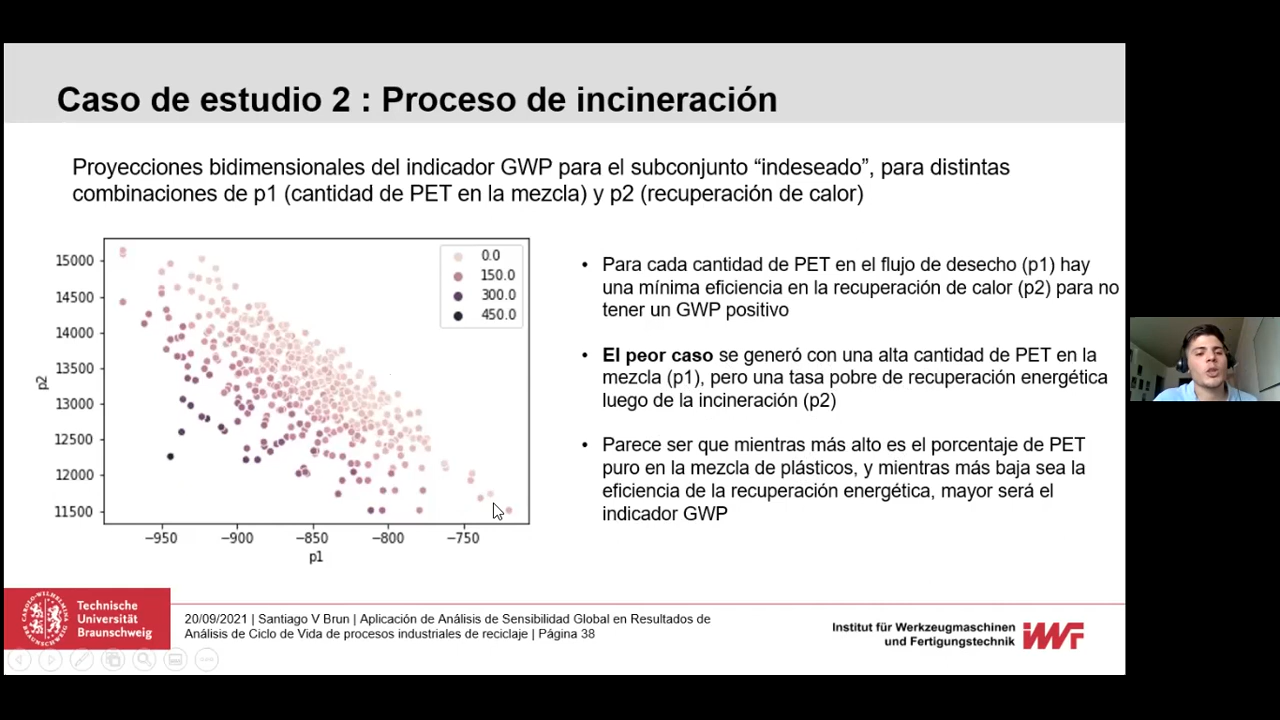 Caso de estudio 2 : Proceso de incineración
Proyecciones bidimensionales del indicador GWP para el subconjunto “indeseado”, para distintas
combinaciones de p1 (cantidad de PET en la mezcla) y p2 (recuperación de calor)
0.0
150.0
300.0
450.0
15000
14500
14000
13500
13000
12500
12000
11500
p2
−950
−900
−850
−800
−750
p1
• Para cada cantidad de PET en el flujo de desecho (p1) hay
una mínima eficiencia en la recuperación de calor (p2) para no
tener un GWP positivo
• El peor caso se generó con una alta cantidad de PET en la
mezcla (p1), pero una tasa pobre de recuperación energética
luego de la incineración (p2)
• Parece ser que mientras más alto es el porcentaje de PET
puro en la mezcla de plásticos, y mientras más baja sea la
eficiencia de la recuperación energética, mayor será el
indicador GWP
Technische
Universität
Braunschweig
20/09/2021 | Santiago V Brun | Aplicación de Análisis de Sensibilidad Global en Resultados de
Análisis de Ciclo de Vida de procesos industriales de reciclaje | Página 38
Institut für Werkzeugmaschinen
und Fertigungstechnik
iWF